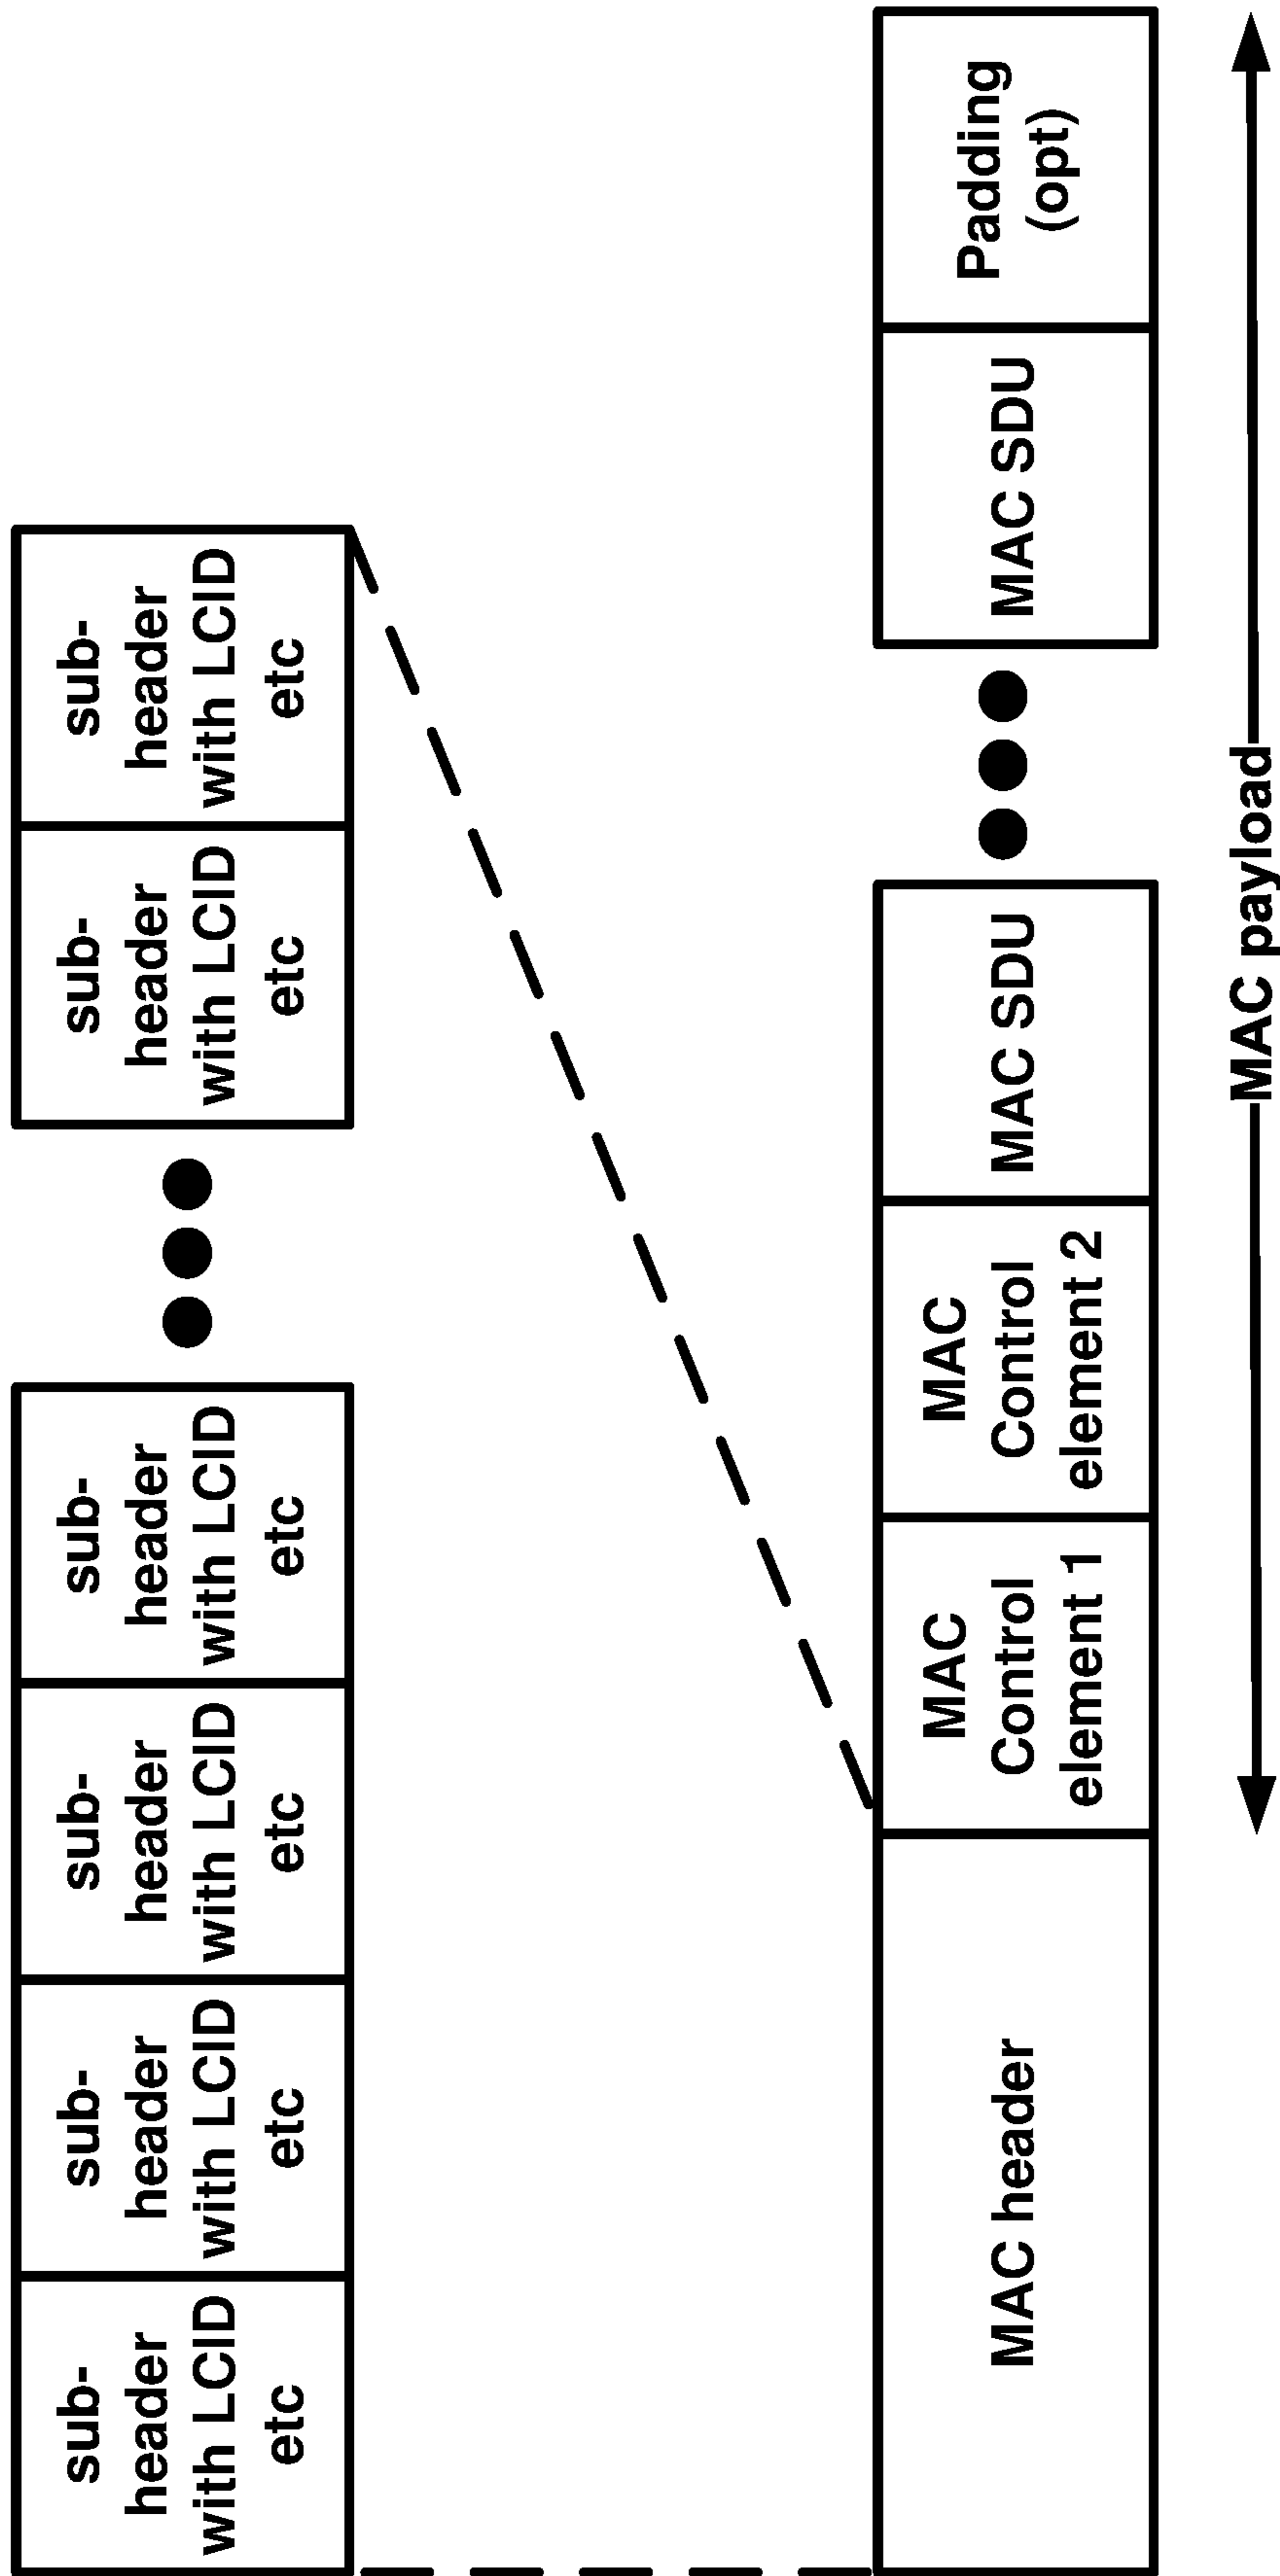 sub-
header
with LCID
etc
sub-
header
with LCID
etc
sub-
header
with LCID
etc
sub-
header
with LCID
etc
sub-
header
with LCID
etc
sub-
header
with LCID
etc
MAC header
MAC
Control
element 1
MAC
Control
element 2
MAC SDU
MAC SDU
Padding
(opt)
MAC payload